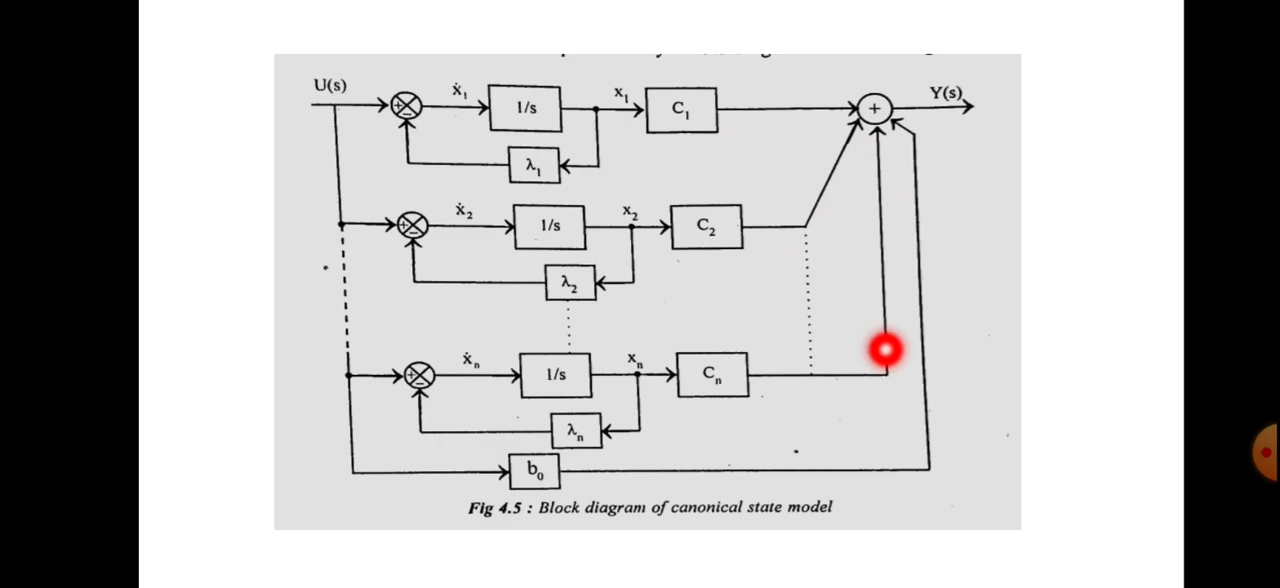 U(s)
ẋ₁
1/s
x₁
C₁
+
Y(s)
λ₁
ẋ₂
1/s
x₂
C₂
λ₂
ẋₙ
1/s
xₙ
Cₙ
λₙ
b₀
Fig 4.5 : Block diagram of canonical state model